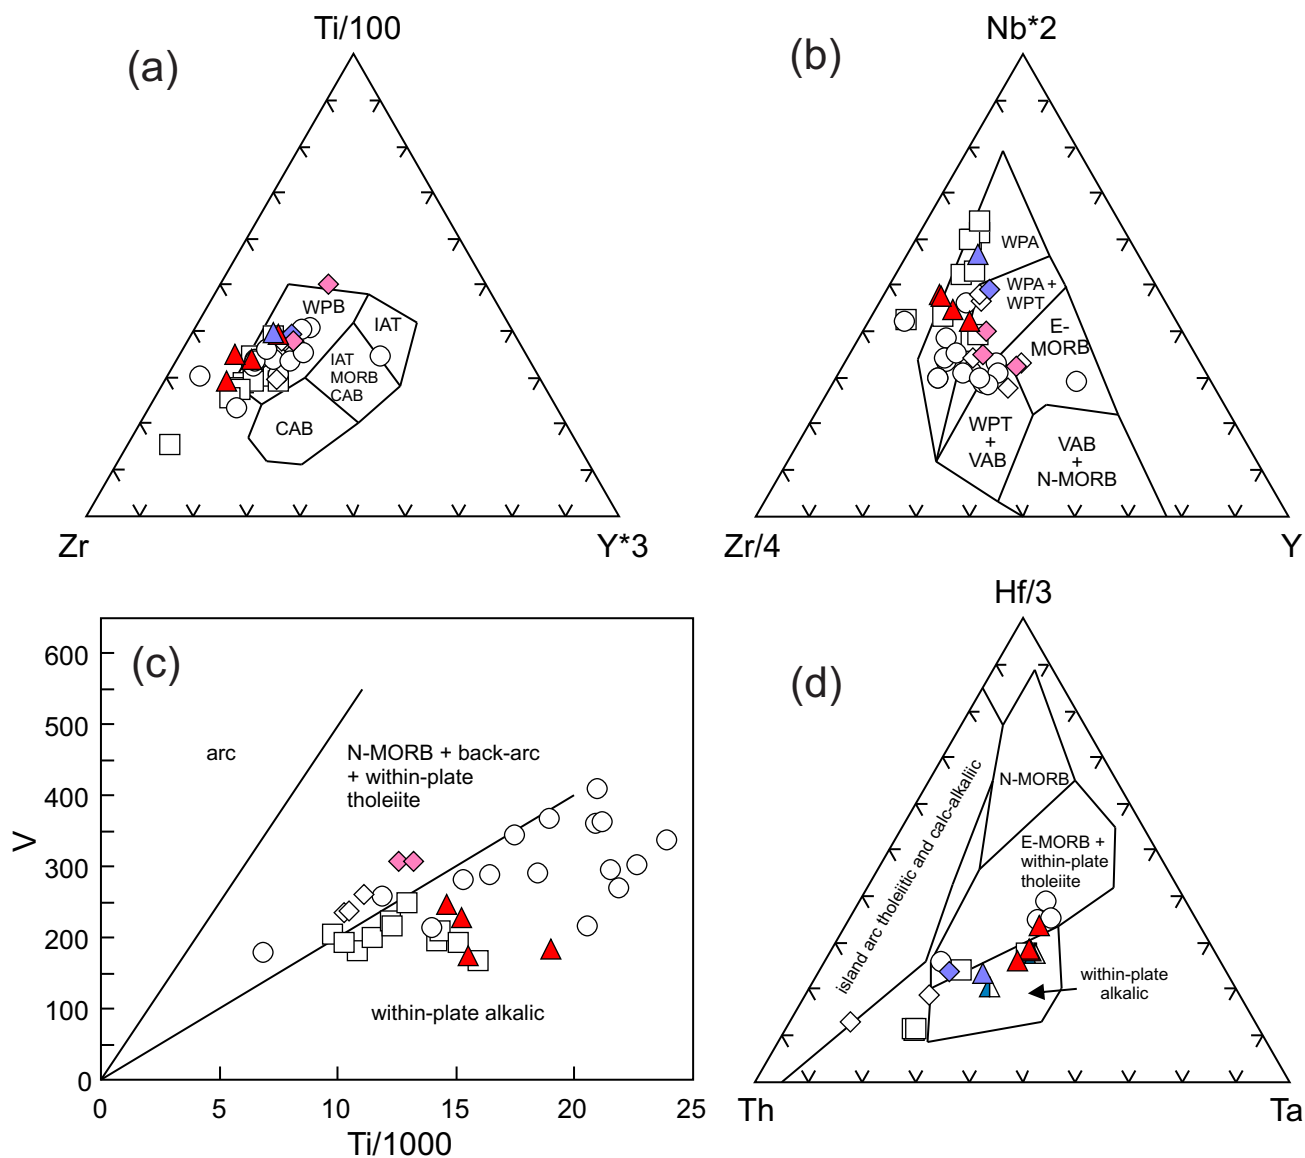 (a)
Ti/100
WPB
IAT
IAT
MORB
CAB
CAB
Zr
Y*3
(b)
Nb*2
WPA
WPA +
WPT
E-
MORB
WPT
+
VAB
VAB
+
N-MORB
Zr/4
Y
(c)
V
600
500
400
300
200
100
0
arc
N-MORB + back-arc
+ within-plate
tholeiite
within-plate alkalic
0
5
10
15
20
25
Ti/1000
(d)
Hf/3
island arc tholeiitic and calc-alkaliic
N-MORB
E-MORB +
within-plate
tholeiite
within-plate
alkalic
Th
Ta